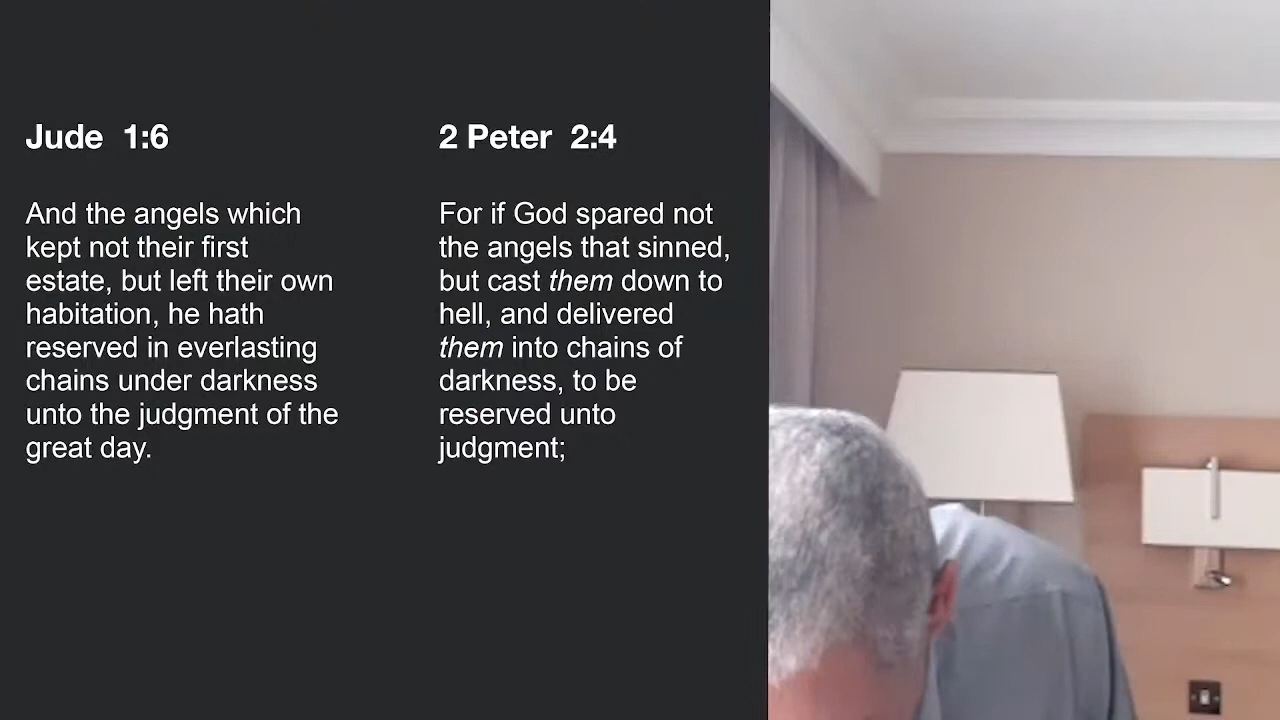 Jude 1:6
And the angels which
kept not their first
estate, but left their own
habitation, he hath
reserved in everlasting
chains under darkness
unto the judgment of the
great day.
2 Peter 2:4
For if God spared not
the angels that sinned,
but cast them down to
hell, and delivered
them into chains of
darkness, to be
reserved unto
judgment;